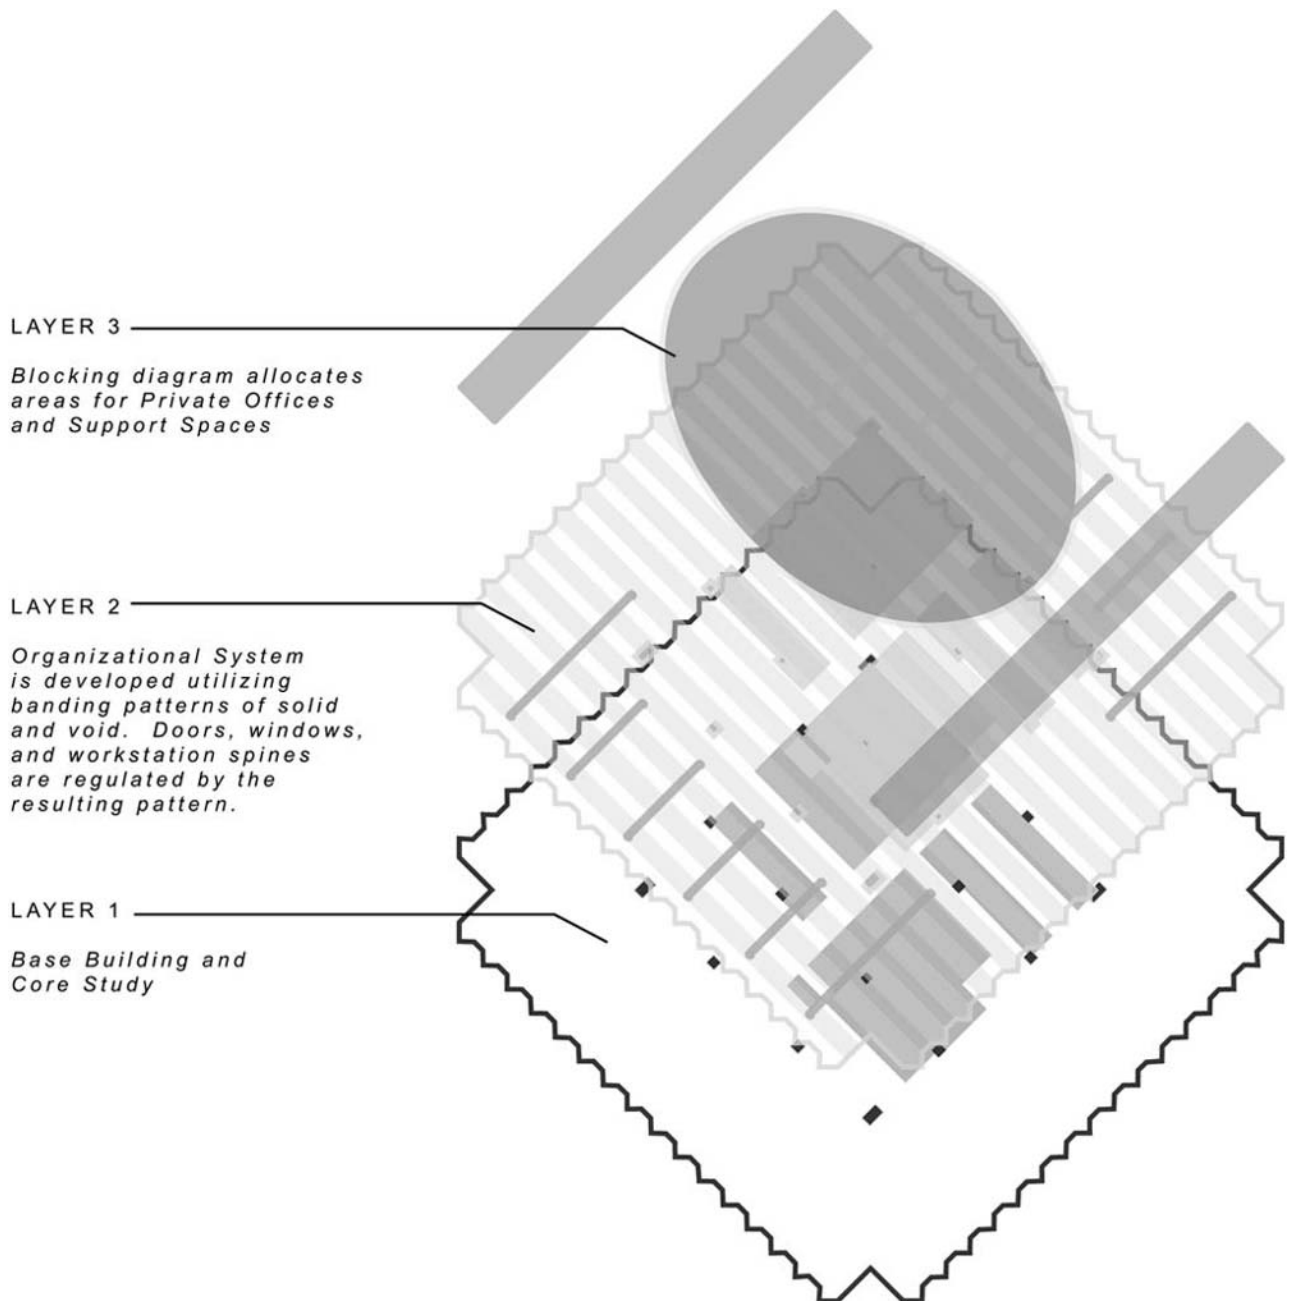 LAYER 3
Blocking diagram allocates
areas for Private Offices
and Support Spaces
LAYER 2
Organizational System
is developed utilizing
banding patterns of solid
and void. Doors, windows,
and workstation spines
are regulated by the
resulting pattern.
LAYER 1
Base Building and
Core Study